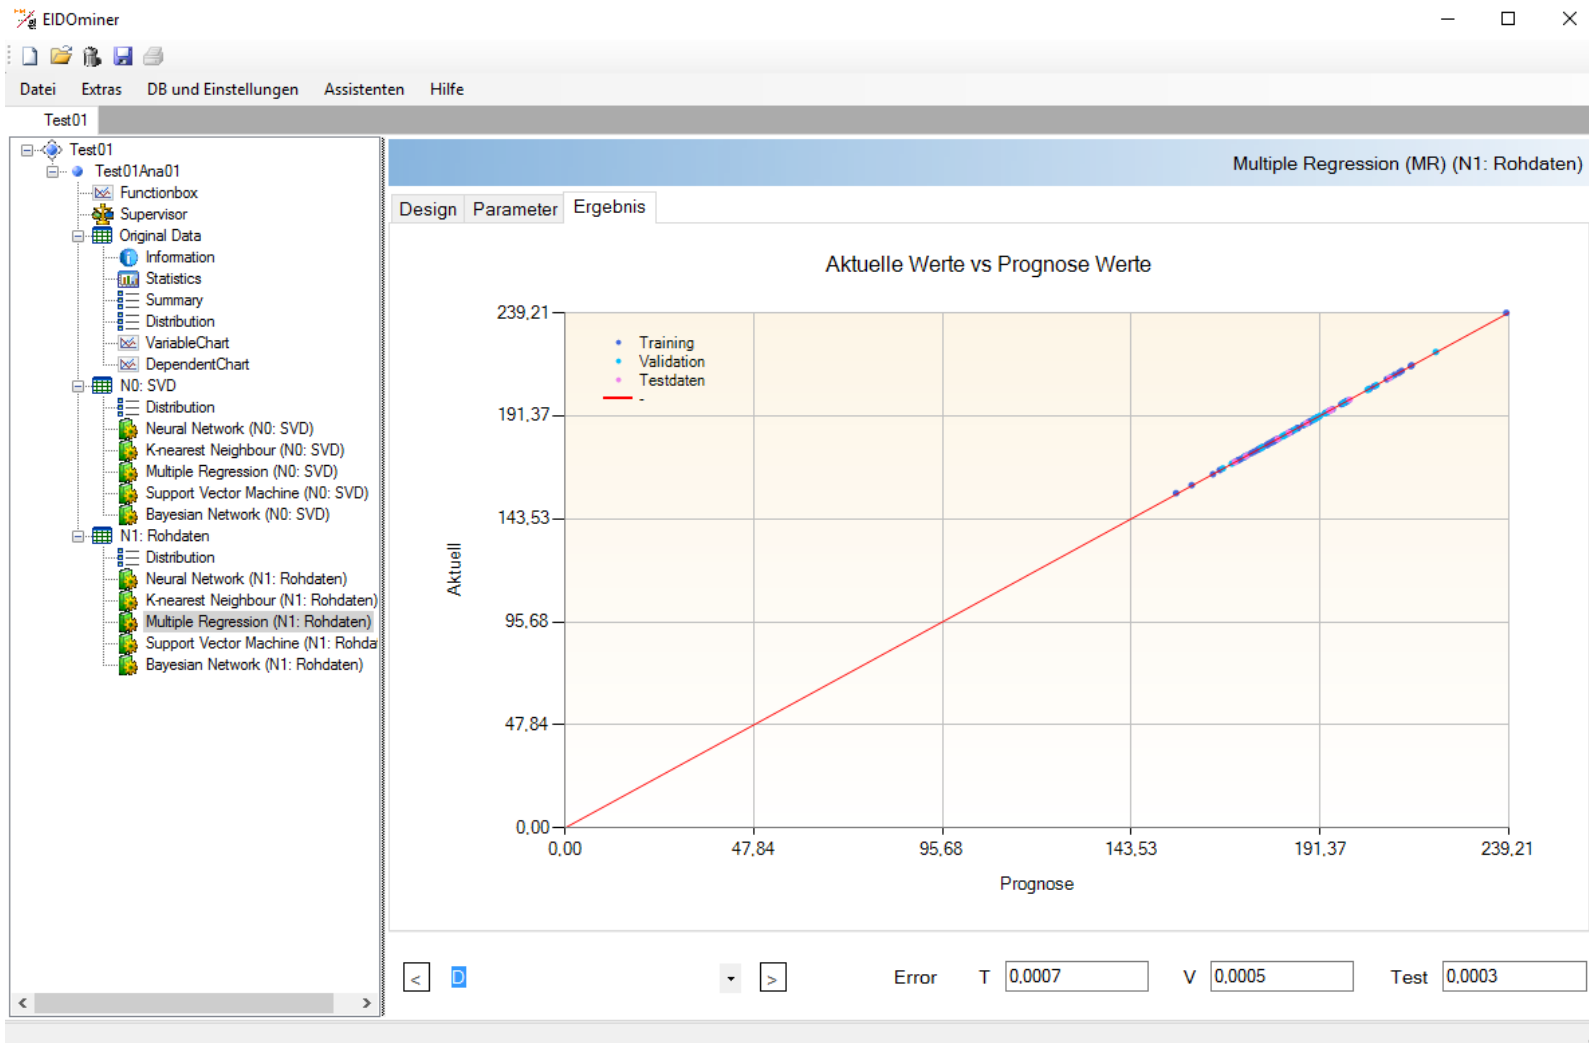 EIDOminer
Datei Extras DB und Einstellungen Assistenten Hilfe
Test01
Test01
Test01Ana01
Functionbox
Supervisor
Original Data
Information
Statistics
Summary
Distribution
VariableChart
DependentChart
N0: SVD
Distribution
Neural Network (N0: SVD)
K-nearest Neighbour (N0: SVD)
Multiple Regression (N0: SVD)
Support Vector Machine (N0: SVD)
Bayesian Network (N0: SVD)
N1: Rohdaten
Distribution
Neural Network (N1: Rohdaten)
K-nearest Neighbour (N1: Rohdaten)
Multiple Regression (N1: Rohdaten)
Support Vector Machine (N1: Rohda
Bayesian Network (N1: Rohdaten)
Multiple Regression (MR) (N1: Rohdaten)
Design Parameter Ergebnis
Aktuelle Werte vs Prognose Werte
239,21
191,37
143,53
95,68
47,84
0,00
Aktuell
Training
Validation
Testdaten
-
0,00 47,84 95,68 143,53 191,37 239,21
Prognose
< D > Error T 0,0007 V 0,0005 Test 0,0003